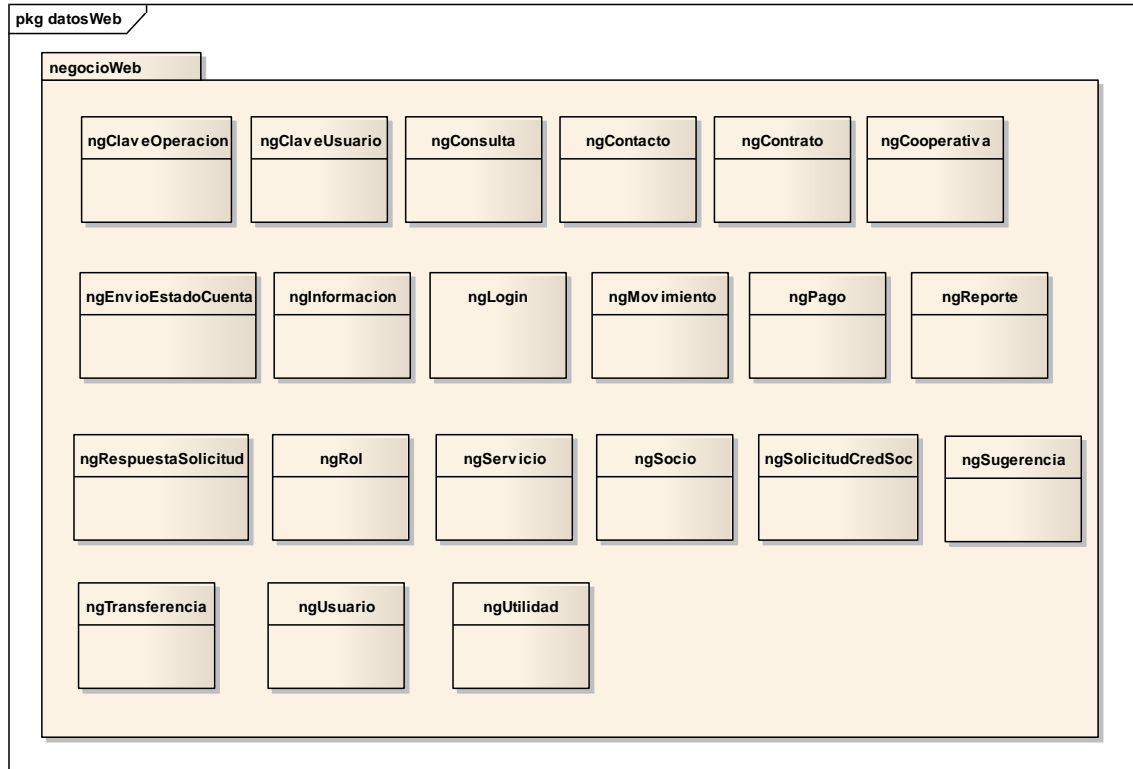 pkg datosWeb
negocioWeb
ngClaveOperacion
ngClaveUsuario
ngConsulta
ngContacto
ngContrato
ngCooperativa
ngEnvioEstadoCuenta
ngInformacion
ngLogin
ngMovimiento
ngPago
ngReporte
ngRespuestaSolicitud
ngRol
ngServicio
ngSocio
ngSolicitudCredSoc
ngSugerencia
ngTransferencia
ngUsuario
ngUtilidad